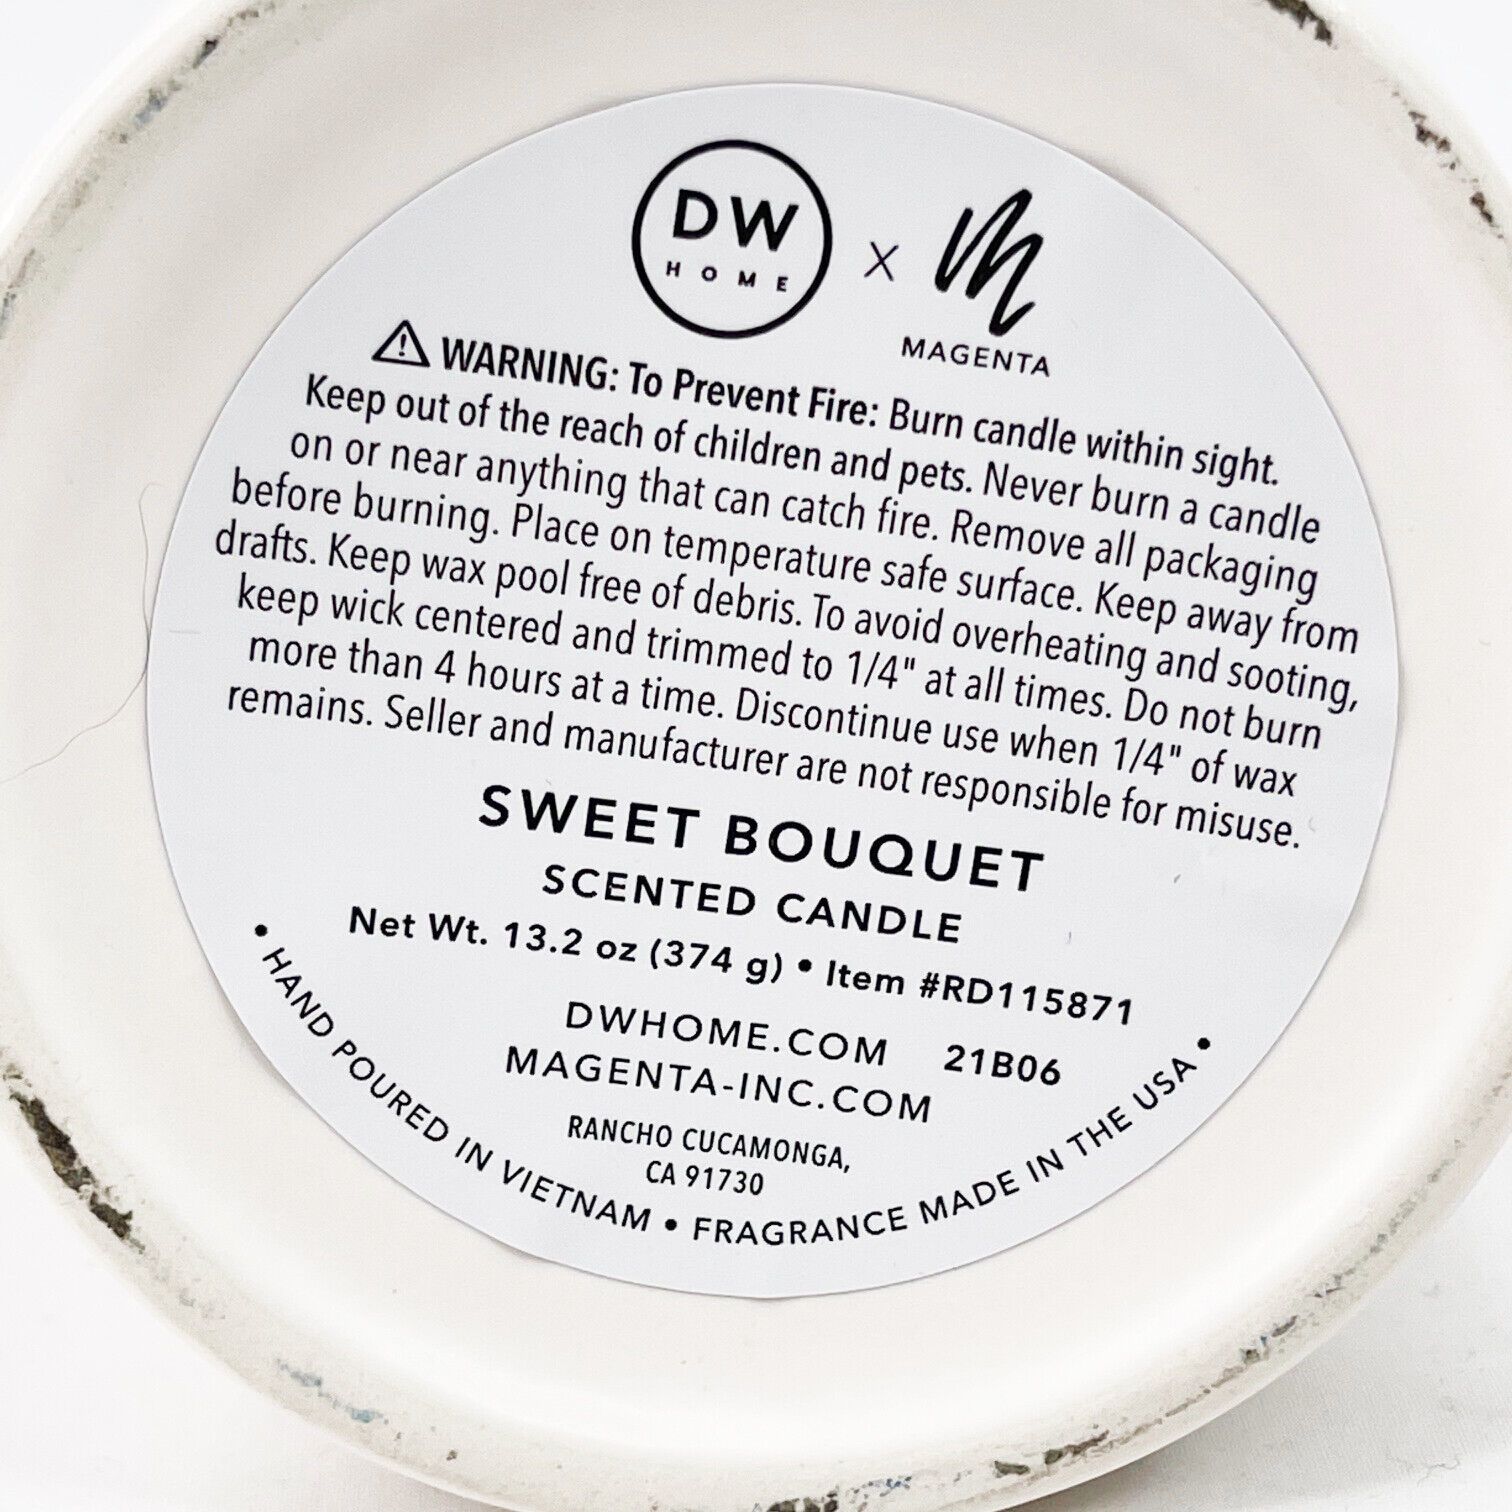 DW
HOME
X
MAGENTA
⚠ WARNING: To Prevent Fire: Burn candle within sight.
Keep out of the reach of children and pets. Never burn a candle
on or near anything that can catch fire. Remove all packaging
before burning. Place on temperature safe surface. Keep away from
drafts. Keep wax pool free of debris. To avoid overheating and sooting,
keep wick centered and trimmed to 1/4" at all times. Do not burn
more than 4 hours at a time. Discontinue use when 1/4" of wax
remains. Seller and manufacturer are not responsible for misuse.
SWEET BOUQUET
SCENTED CANDLE
Net Wt. 13.2 oz (374 g) • Item #RD115871
DWHOME.COM 21B06
MAGENTA-INC.COM
RANCHO CUCAMONGA,
CA 91730
• HAND POURED IN VIETNAM • FRAGRANCE MADE IN THE USA •